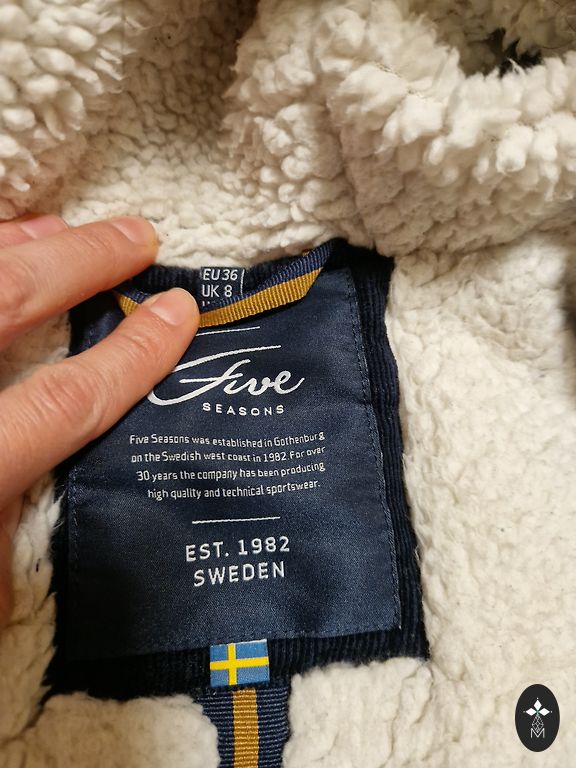 EU 36
UK 8
Five
SEASONS
Five Seasons was established in Gothenburg
on the Swedish west coast in 1982. For over
30 years the company has been producing
high quality and technical sportswear.
EST. 1982
SWEDEN
M